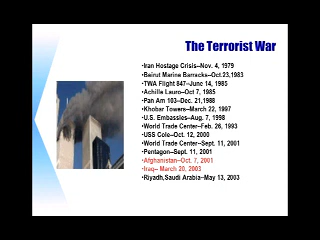 The Terrorist War
•Iran Hostage Crisis–Nov. 4, 1979
•Beirut Marine Barracks–Oct.23,1983
•TWA Flight 847–June 14, 1985
•Achille Lauro–Oct 7, 1985
•Pan Am 103–Dec. 21,1988
•Khobar Towers–March 22, 1997
•U.S. Embassies–Aug. 7, 1998
•World Trade Center–Feb. 26, 1993
•USS Cole–Oct. 12, 2000
•World Trade Center–Sept. 11, 2001
•Pentagon–Sept. 11, 2001
•Afghanistan–Oct. 7, 2001
•Iraq– March 20, 2003
•Riyadh,Saudi Arabia–May 13, 2003